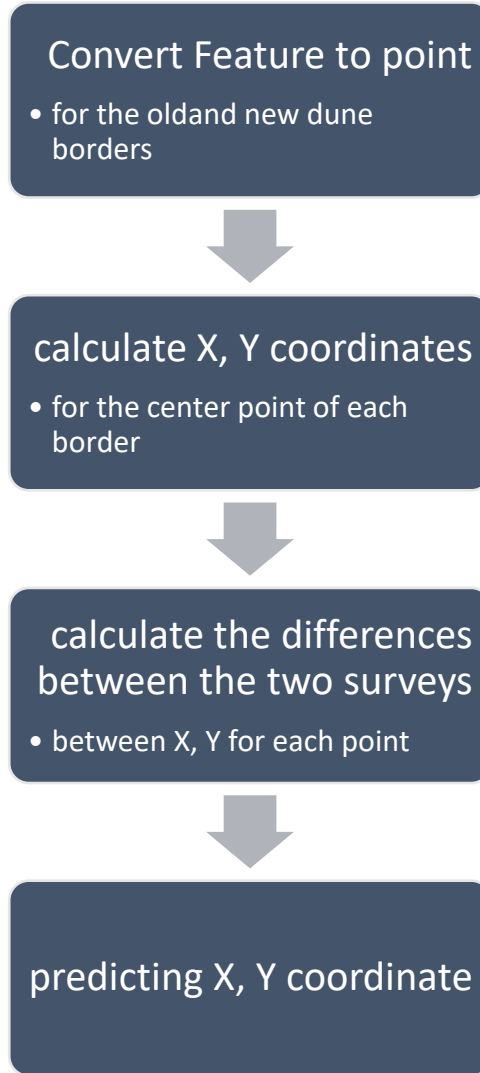 Convert Feature to point
• for the oldand new dune
borders
calculate X, Y coordinates
• for the center point of each
border
calculate the differences
between the two surveys
• between X, Y for each point
predicting X, Y coordinate